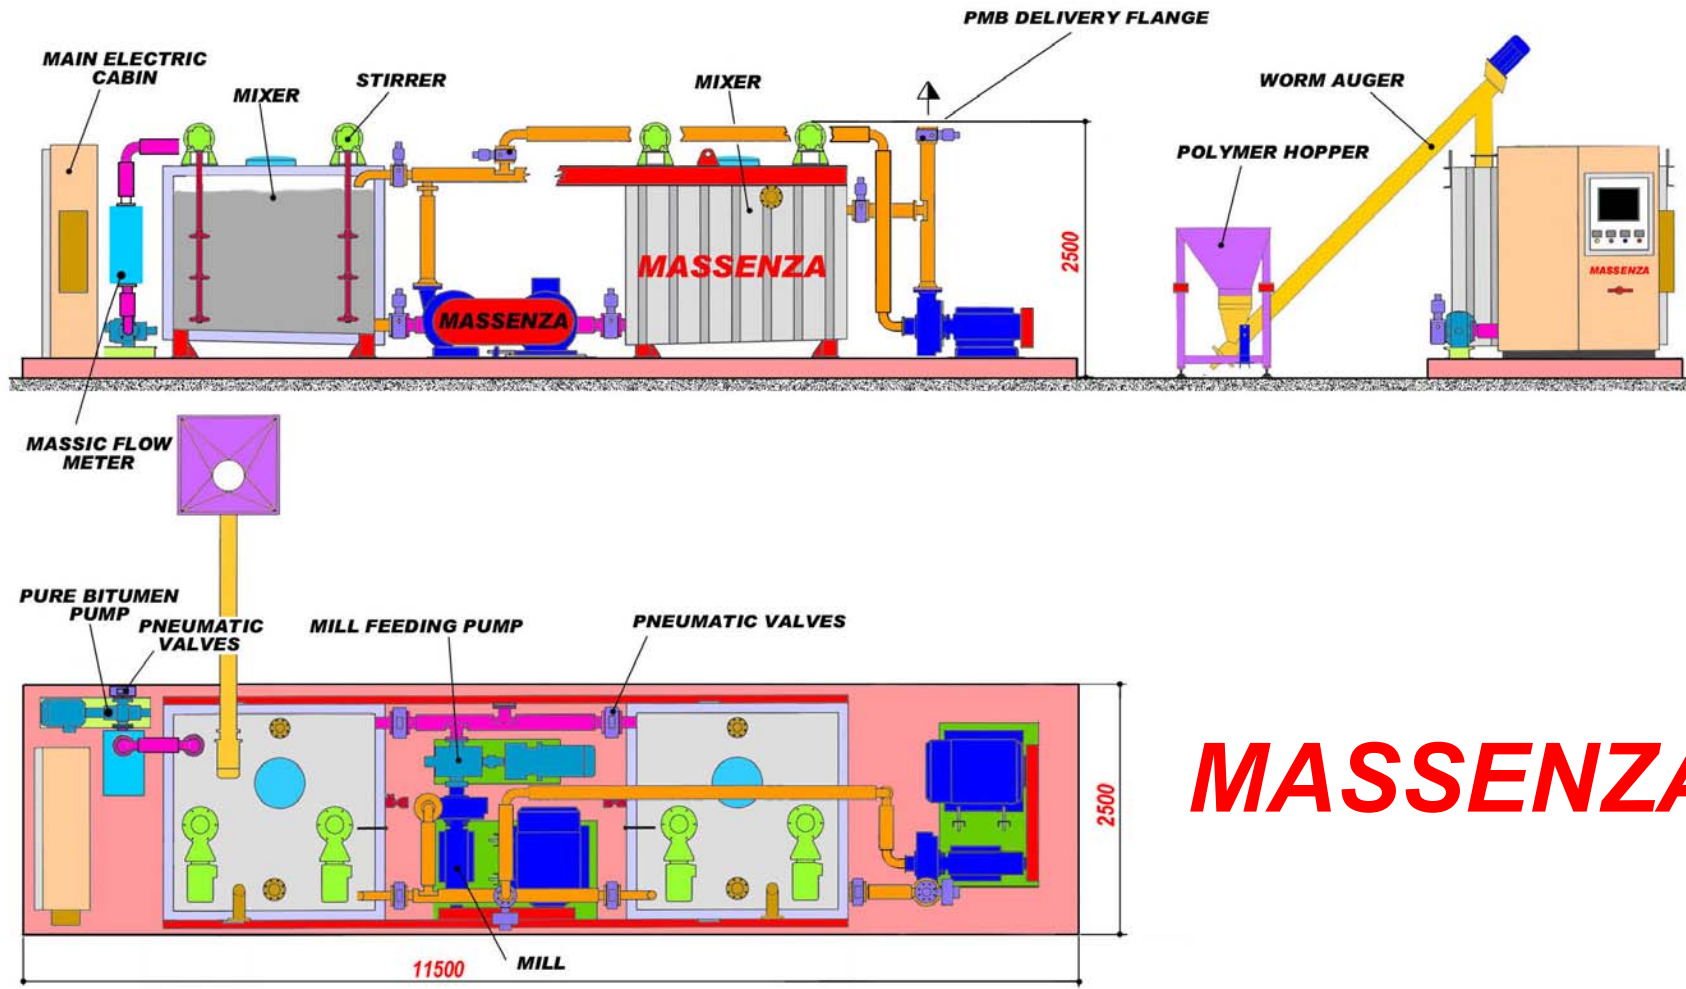 PMB DELIVERY FLANGE
MAIN ELECTRIC
CABIN
MIXER
STIRRER
MIXER
WORM AUGER
POLYMER HOPPER
2500
MASSENZA
MASSENZA
MASSENZA
MASSIC FLOW
METER
PURE BITUMEN
PUMP
PNEUMATIC
VALVES
MILL FEEDING PUMP
PNEUMATIC VALVES
2500
MASSENZA
MILL
11500